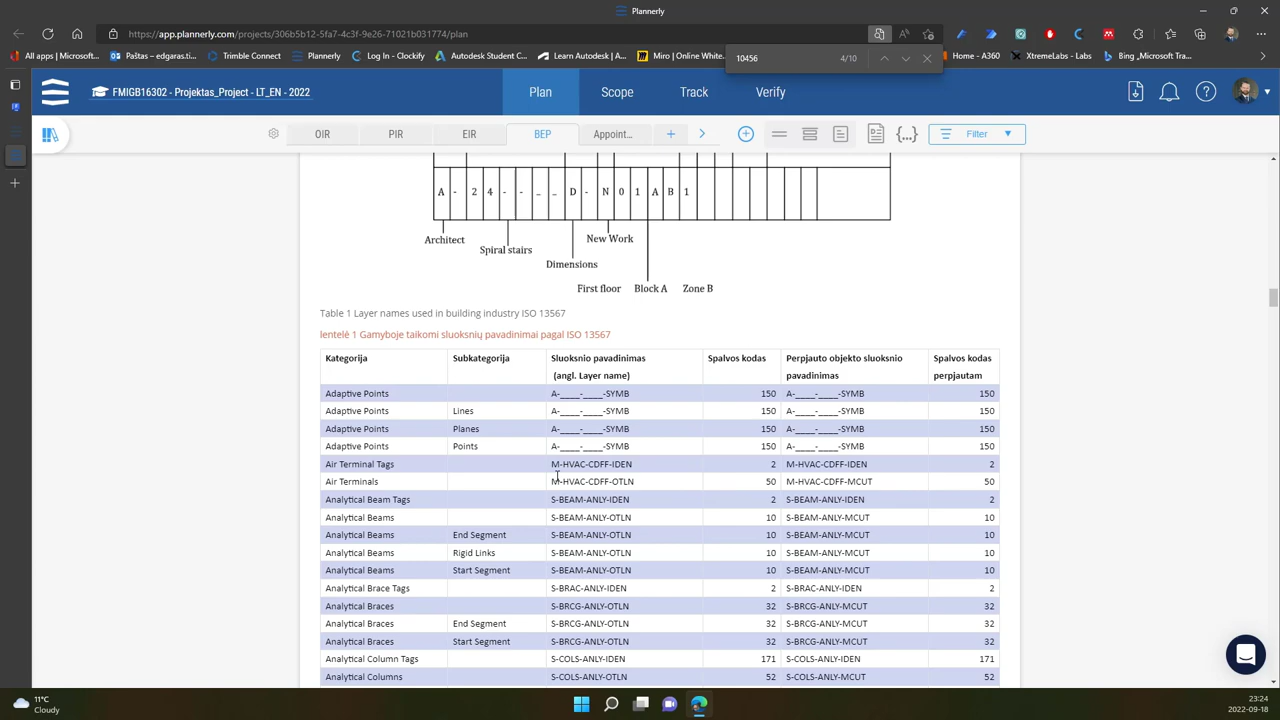 Plannerly
https://app.plannerly.com/projects/306b5b12-5fa7-4c3f-9e26-71021b031174/plan
All apps | Microsoft...
Paštas – edgaras.ti...
Trimble Connect
Plannerly
Log In - Clockify
Autodesk Student C...
Learn Autodesk | A...
Miro | Online White...
10456
4/10
Feed - A360
XtremeLabs - Labs
Bing _Advertising Tr...
FMIGB16302 - Projektas_Project - LT_EN - 2022
Plan
Scope
Track
Verify
OIR
PIR
EIR
BEP
Appoint...
Filter
A - 2 4 - - _ _ D - N 0 1 A B 1
Architect
Spiral stairs
Dimensions
New Work
First floor
Block A
Zone B
Table 1 Layer names used in building industry ISO 13567
lentelė 1 Gamyboje taikomi sluoksnių pavadinimai pagal ISO 13567
Kategorija Subkategorija Sluoksnio pavadinimas Spalvos kodas Perpjauto objekto sluoksnio Spalvos kodas
(angl. Layer name) pavadinimas perpjautam
Adaptive Points A-____-____-SYMB 150 A-____-____-SYMB 150
Adaptive Points Lines A-____-____-SYMB 150 A-____-____-SYMB 150
Adaptive Points Planes A-____-____-SYMB 150 A-____-____-SYMB 150
Adaptive Points Points A-____-____-SYMB 150 A-____-____-SYMB 150
Air Terminal Tags M-HVAC-CDFF-IDEN 2 M-HVAC-CDFF-IDEN 2
Air Terminals M-HVAC-CDFF-OTLN 50 M-HVAC-CDFF-MCUT 50
Analytical Beam Tags S-BEAM-ANLY-IDEN 2 S-BEAM-ANLY-IDEN 2
Analytical Beams S-BEAM-ANLY-OTLN 10 S-BEAM-ANLY-MCUT 10
Analytical Beams End Segment S-BEAM-ANLY-OTLN 10 S-BEAM-ANLY-MCUT 10
Analytical Beams Rigid Links S-BEAM-ANLY-OTLN 10 S-BEAM-ANLY-MCUT 10
Analytical Beams Start Segment S-BEAM-ANLY-OTLN 10 S-BEAM-ANLY-MCUT 10
Analytical Brace Tags S-BRAC-ANLY-IDEN 2 S-BRAC-ANLY-IDEN 2
Analytical Braces S-BRCG-ANLY-OTLN 32 S-BRCG-ANLY-MCUT 32
Analytical Braces End Segment S-BRCG-ANLY-OTLN 32 S-BRCG-ANLY-MCUT 32
Analytical Braces Start Segment S-BRCG-ANLY-OTLN 32 S-BRCG-ANLY-MCUT 32
Analytical Column Tags S-COLS-ANLY-IDEN 171 S-COLS-ANLY-IDEN 171
Analytical Columns S-COLS-ANLY-OTLN 52 S-COLS-ANLY-MCUT 52
11°C
Cloudy
23:24
2022-09-18